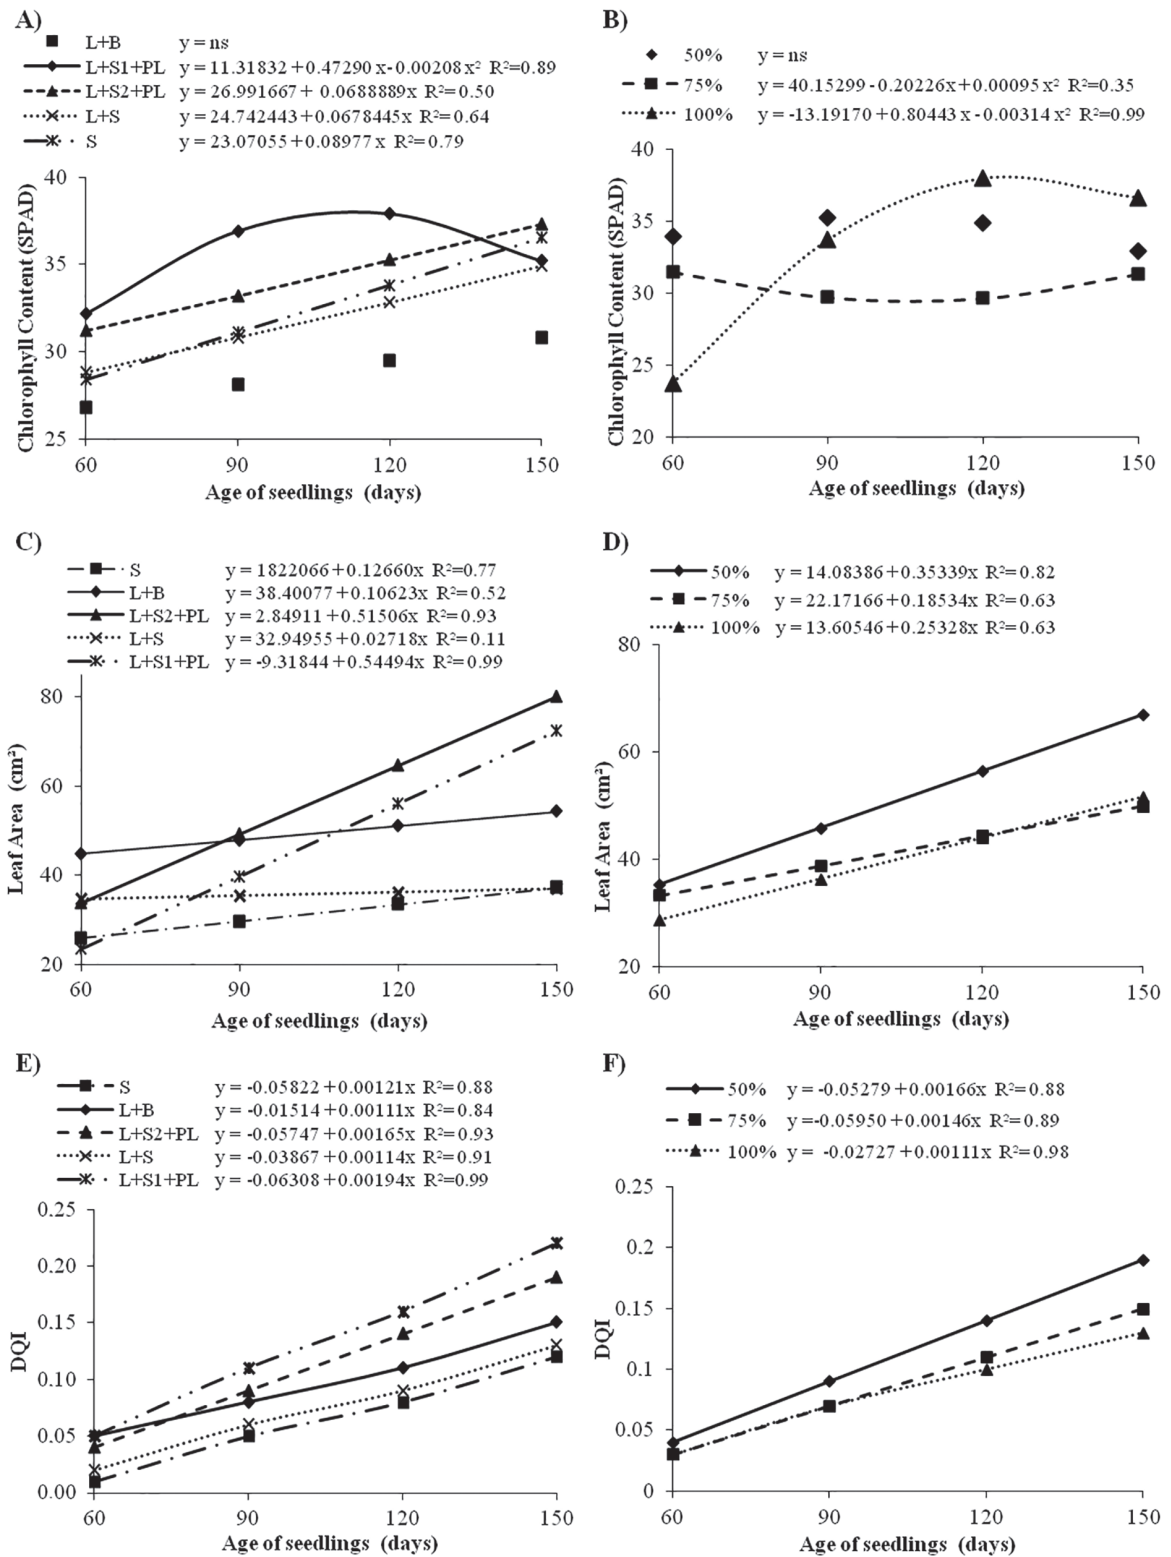 A)
L+B y = ns
L+S1+PL y = 11.31832 + 0.47290 x - 0.00208 x² R²=0.89
L+S2+PL y = 26.991667 + 0.0688889x R²=0.50
L+S y = 24.742443 + 0.0678445x R²=0.64
S y = 23.07055 + 0.08977 x R²=0.79
40
35
30
25
Chlorophyll Content (SPAD)
60 90 120 150
Age of seedlings (days)
B)
50% y = ns
75% y = 40.15299 - 0.20226x + 0.00095 x² R²=0.35
100% y = -13.19170 + 0.80443 x - 0.00314 x² R²=0.99
40
35
30
25
20
Chlorophyll Content (SPAD)
60 90 120 150
Age of seedlings (days)
C)
S y = 1822066 + 0.12660x R²=0.77
L+B y = 38.40077 + 0.10623x R²=0.52
L+S2+PL y = 2.84911 + 0.51506x R²=0.93
L+S y = 32.94955 + 0.02718x R²=0.11
L+S1+PL y = -9.31844 + 0.54494x R²=0.99
80
60
40
20
Leaf Area (cm²)
60 90 120 150
Age of seedlings (days)
D)
50% y = 14.08386 + 0.35339x R²=0.82
75% y = 22.17166 + 0.18534x R²=0.63
100% y = 13.60546 + 0.25328x R²=0.63
80
60
40
20
Leaf Area (cm²)
60 90 120 150
Age of seedlings (days)
E)
S y = -0.05822 + 0.00121x R²=0.88
L+B y = -0.01514 + 0.00111x R²=0.84
L+S2+PL y = -0.05747 + 0.00165x R²=0.93
L+S y = -0.03867 + 0.00114x R²=0.91
L+S1+PL y = -0.06308 + 0.00194x R²=0.99
0.25
0.20
0.15
0.10
0.05
0.00
DQI
60 90 120 150
Age of seedlings (days)
F)
50% y = -0.05279 + 0.00166x R²=0.88
75% y = -0.05950 + 0.00146x R²=0.89
100% y = -0.02727 + 0.00111x R²=0.98
0.25
0.2
0.15
0.1
0.05
0
DQI
60 90 120 150
Age of seedlings (days)